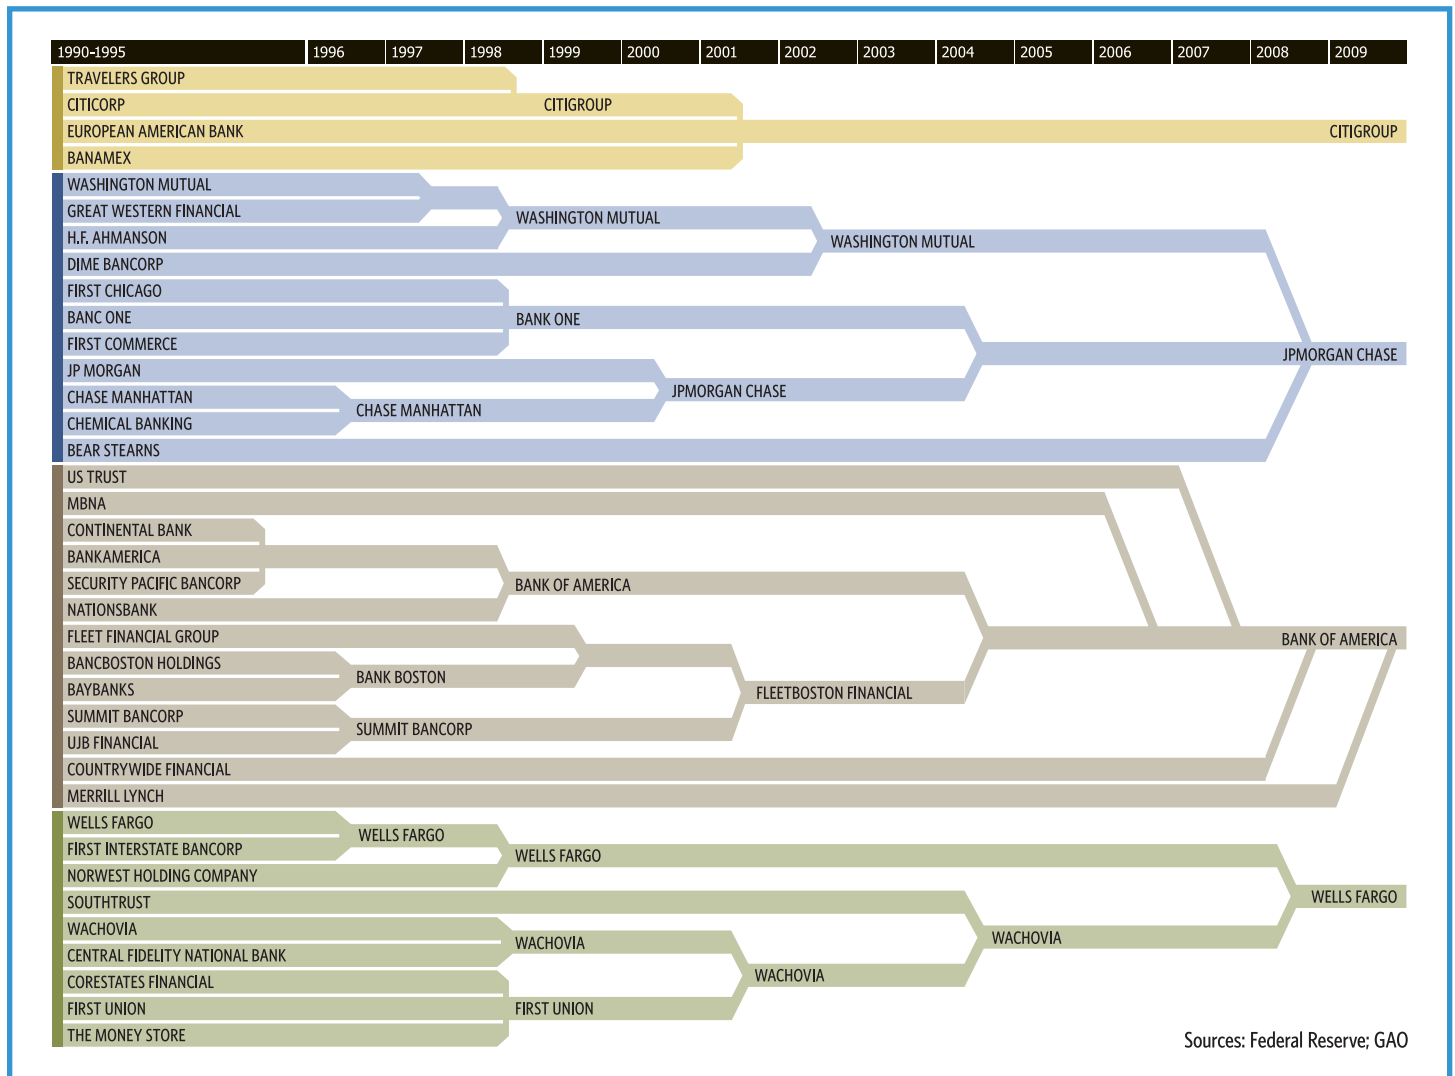 1990-1995 1996 1997 1998 1999 2000 2001 2002 2003 2004 2005 2006 2007 2008 2009
TRAVELERS GROUP
CITICORP CITIGROUP
EUROPEAN AMERICAN BANK CITIGROUP
BANAMEX
WASHINGTON MUTUAL
GREAT WESTERN FINANCIAL WASHINGTON MUTUAL
H.F. AHMANSON WASHINGTON MUTUAL
DIME BANCORP
FIRST CHICAGO
BANC ONE BANK ONE
FIRST COMMERCE JPMORGAN CHASE
JP MORGAN
CHASE MANHATTAN JPMORGAN CHASE
CHASE MANHATTAN
CHEMICAL BANKING
BEAR STEARNS
US TRUST
MBNA
CONTINENTAL BANK
BANKAMERICA
SECURITY PACIFIC BANCORP BANK OF AMERICA
NATIONSBANK
FLEET FINANCIAL GROUP BANK OF AMERICA
BANCBOSTON HOLDINGS
BANK BOSTON
BAYBANKS FLEETBOSTON FINANCIAL
SUMMIT BANCORP
SUMMIT BANCORP
UJB FINANCIAL
COUNTRYWIDE FINANCIAL
MERRILL LYNCH
WELLS FARGO
WELLS FARGO
FIRST INTERSTATE BANCORP WELLS FARGO
NORWEST HOLDING COMPANY
SOUTHTRUST WELLS FARGO
WACHOVIA WACHOVIA
WACHOVIA
CENTRAL FIDELITY NATIONAL BANK
CORESTATES FINANCIAL WACHOVIA
FIRST UNION FIRST UNION
THE MONEY STORE
Sources: Federal Reserve; GAO